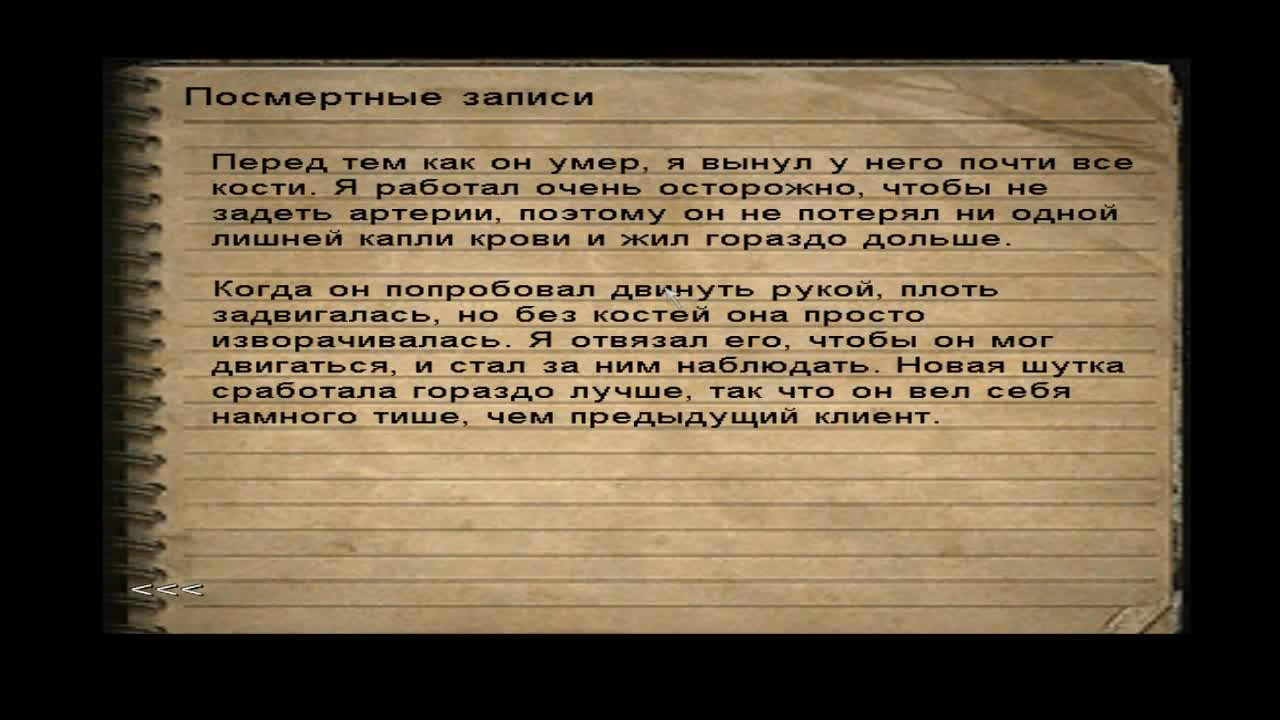 Посмертные записи
Перед тем как он умер, я вынул у него почти все
кости. Я работал очень осторожно, чтобы не
задеть артерии, поэтому он не потерял ни одной
лишней капли крови и жил гораздо дольше.
Когда он попробовал двинуть рукой, плоть
задвигалась, но без костей она просто
изворачивалась. Я отвязал его, чтобы он мог
двигаться, и стал за ним наблюдать. Новая шутка
сработала гораздо лучше, так что он вел себя
намного тише, чем предыдущий клиент.
<<<